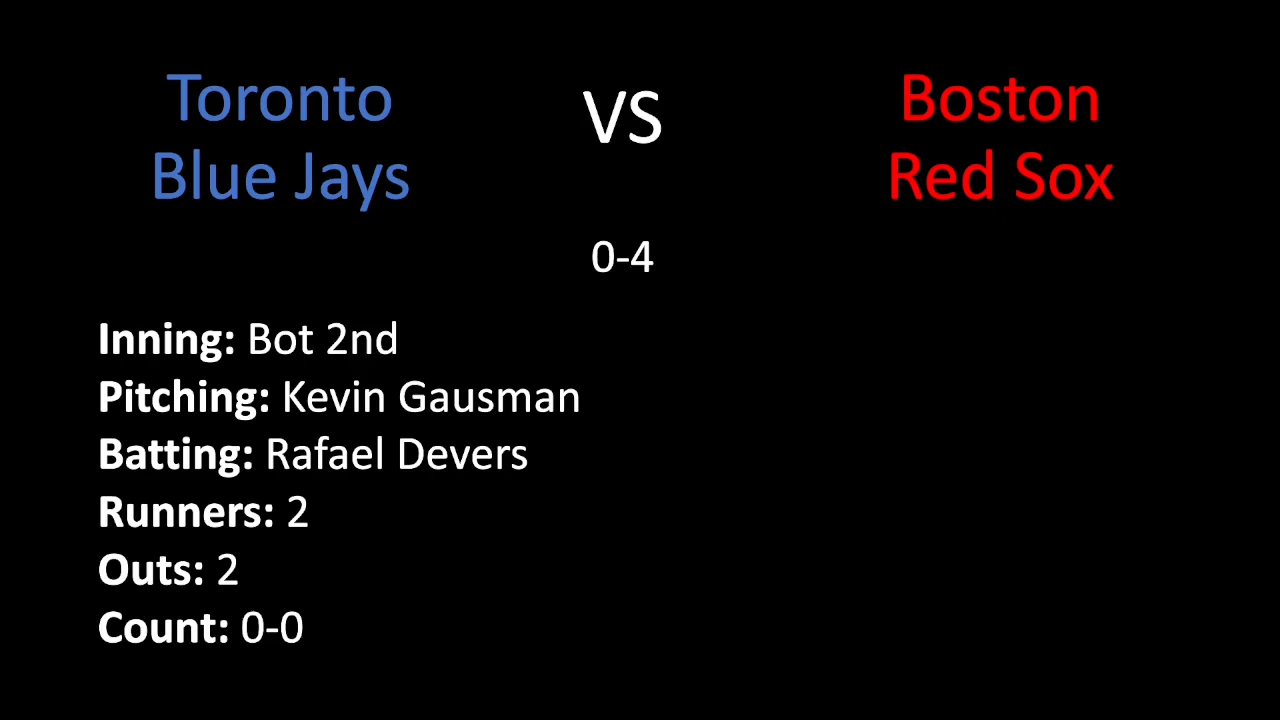 Toronto
Blue Jays
VS
Boston
Red Sox
0-4
Inning: Bot 2nd
Pitching: Kevin Gausman
Batting: Rafael Devers
Runners: 2
Outs: 2
Count: 0-0